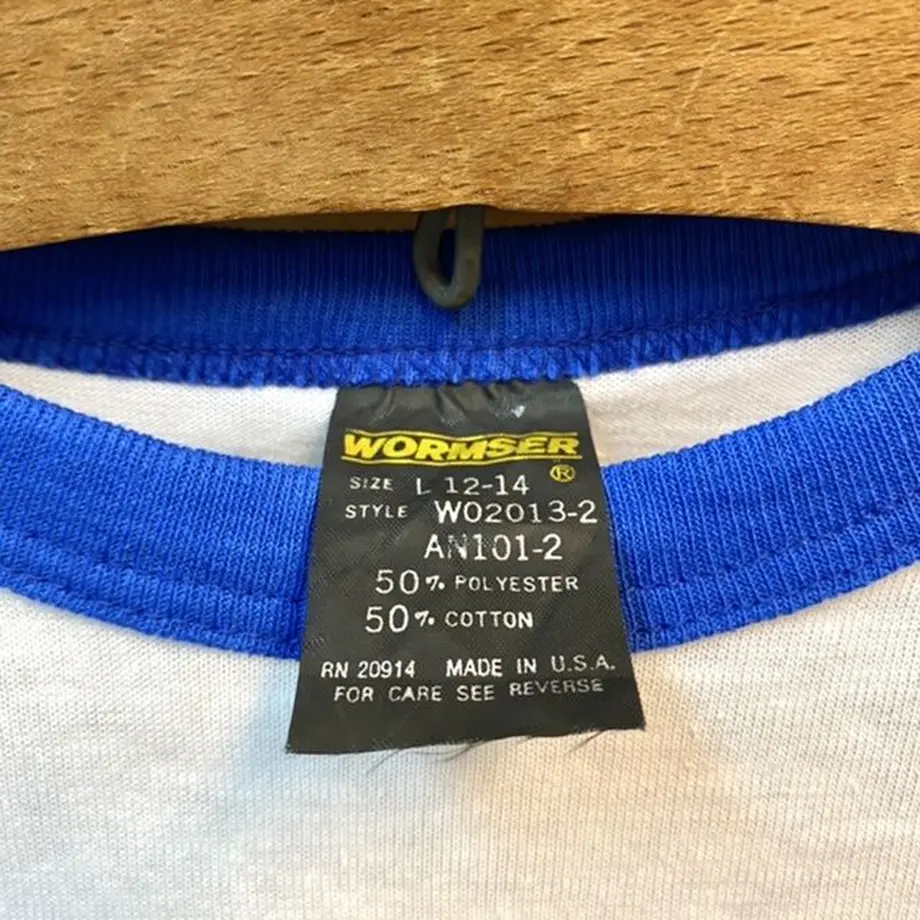 WORMSER
®
SIZE L 12-14
STYLE W02013-2
AN101-2
50% POLYESTER
50% COTTON
RN 20914 MADE IN U.S.A.
FOR CARE SEE REVERSE